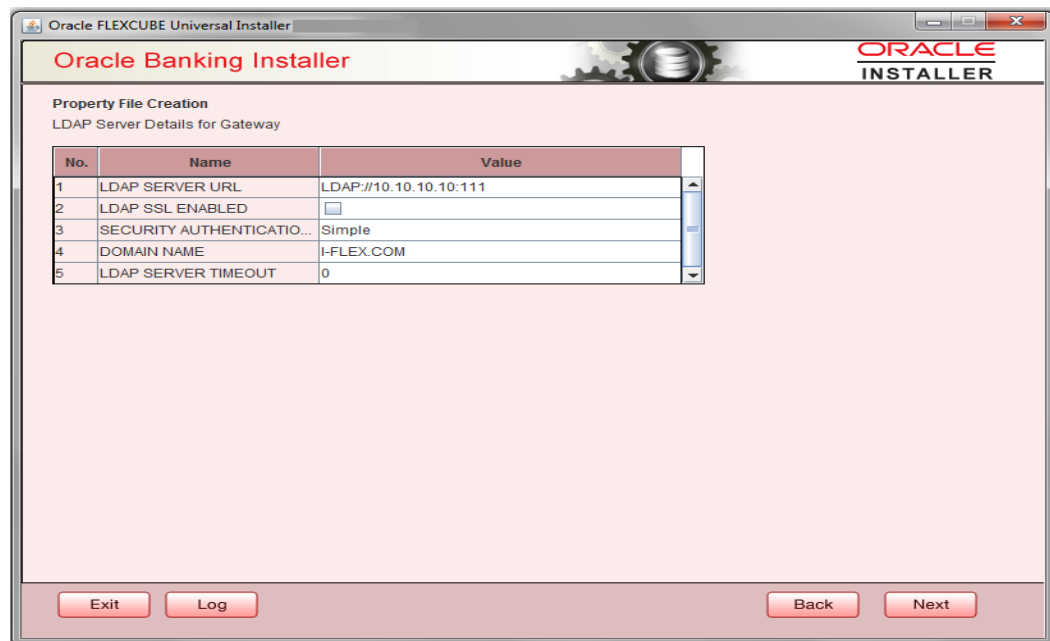 Oracle FLEXCUBE Universal Installer
Oracle Banking Installer
ORACLE
INSTALLER
Property File Creation
LDAP Server Details for Gateway
No. Name Value
1 LDAP SERVER URL LDAP://10.10.10.10:111
2 LDAP SSL ENABLED
3 SECURITY AUTHENTICATIO... Simple
4 DOMAIN NAME I-FLEX.COM
5 LDAP SERVER TIMEOUT 0
Exit Log Back Next